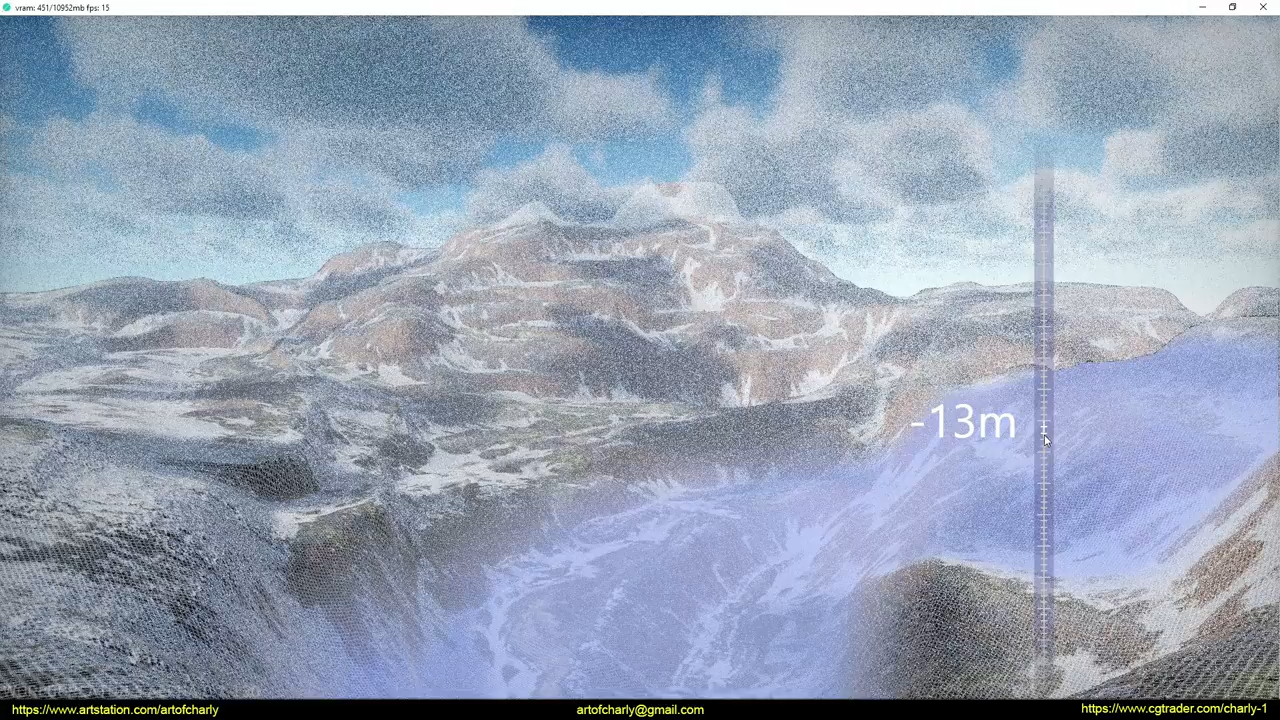 vram: 451/10952mb fps: 15
-13m
https://www.artstation.com/artofcharly
artofcharly@gmail.com
https://www.cgtrader.com/charly-1